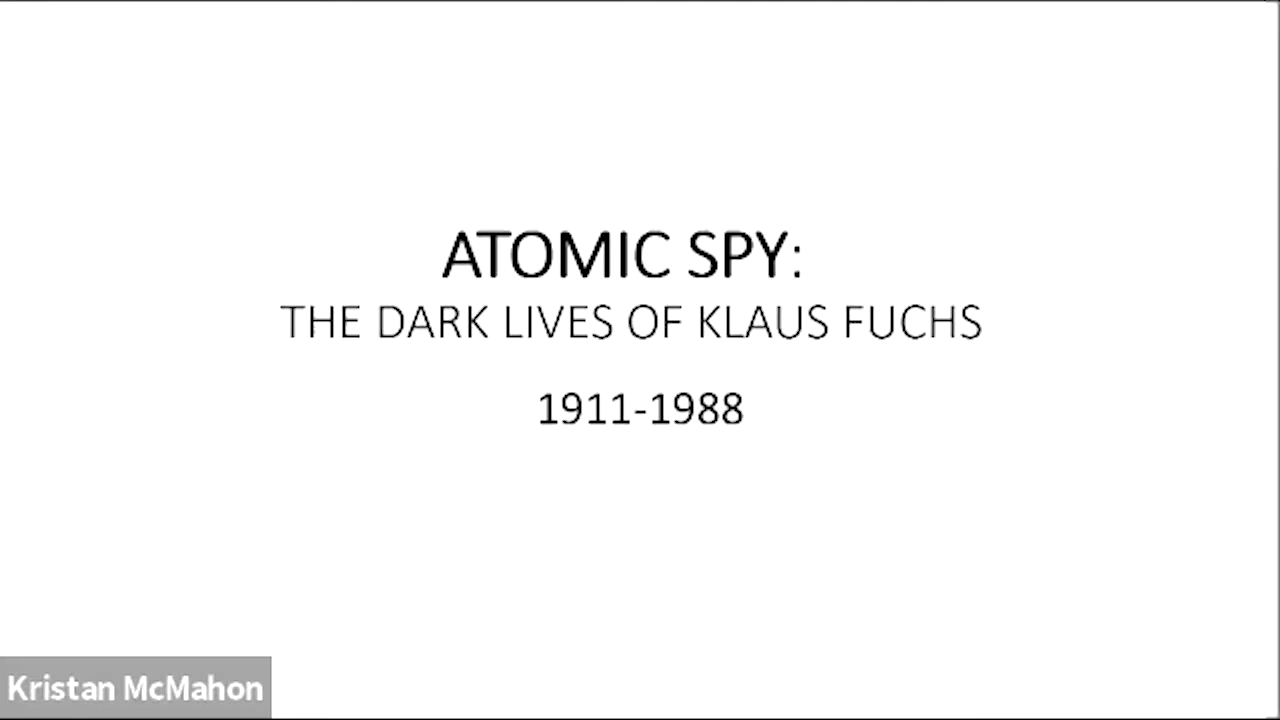 ATOMIC SPY:
THE DARK LIVES OF KLAUS FUCHS
1911-1988
Kristan McMahon